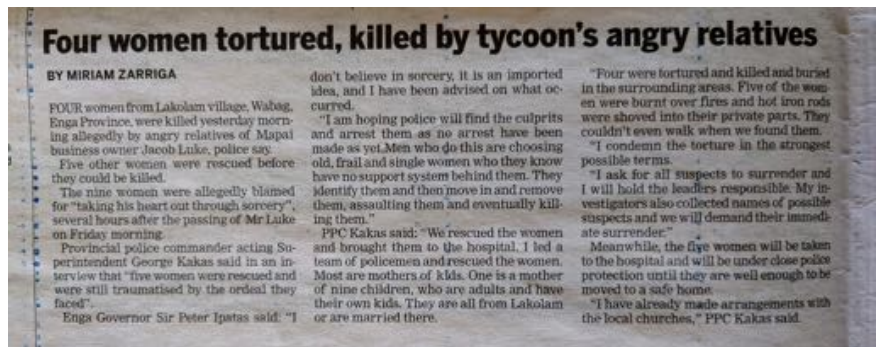 Four women tortured, killed by tycoon's angry relatives
BY MIRIAM ZARRIGA
FOUR women from Lakolam village, Wabag,
Enga Province, were killed yesterday morn-
ing allegedly by angry relatives of Mapai
business owner Jacob Luke, police say.
Five other women were rescued before
they could be killed.
The nine women were allegedly blamed
for "taking his heart out through sorcery",
several hours after the passing of Mr Luke
on Friday morning.
Provincial police commander acting Su-
perintendent George Kakas said in an in-
terview that "five women were rescued and
were still traumatised by the ordeal they
faced".
Enga Governor Sir Peter Ipatas said: "I
don't believe in sorcery, it is an imported
idea, and I have been advised on what oc-
curred.
"I am hoping police will find the culprits
and arrest them as no arrest have been
made as yet.Men who do this are choosing
old, frail and single women who they know
have no support system behind them. They
identify them and then move in and remove
them, assaulting them and eventually kill-
ing them."
PPC Kakas said: "We rescued the women
and brought them to the hospital. I led a
team of policemen and rescued the women.
Most are mothers of kids. One is a mother
of nine children, who are adults and have
their own kids. They are all from Lakolam
or are married there.
"Four were tortured and killed and buried
in the surrounding areas. Five of the wom-
en were burnt over fires and hot iron rods
were shoved into their private parts. They
couldn't even walk when we found them.
"I condemn the torture in the strongest
possible terms.
"I ask for all suspects to surrender and
I will hold the leaders responsible. My in-
vestigators also collected names of possible
suspects and we will demand their immedi-
ate surrender."
Meanwhile, the five women will be taken
to the hospital and will be under close police
protection until they are well enough to be
moved to a safe home.
"I have already made arrangements with
the local churches," PPC Kakas said.